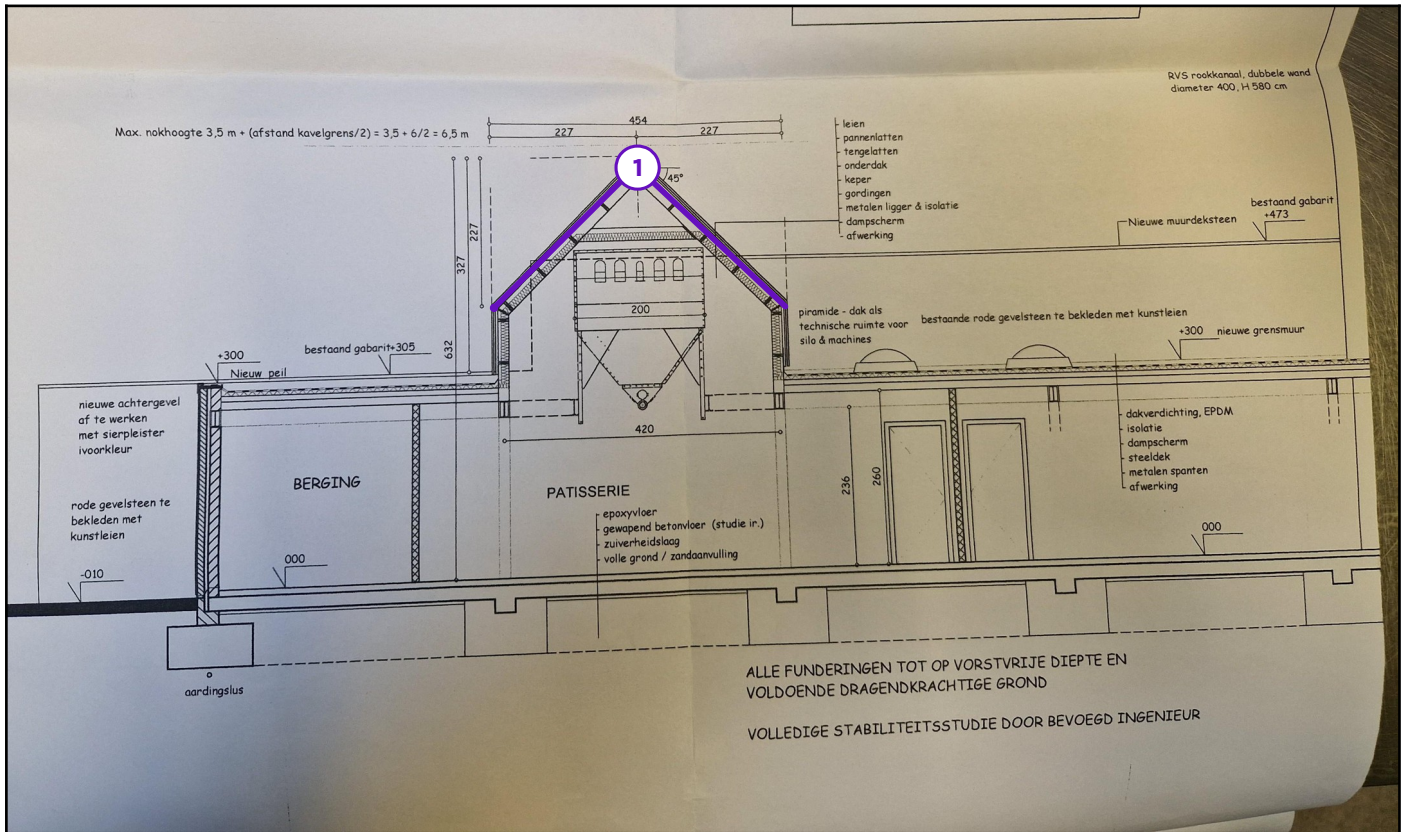 RVS rookkanaal, dubbele wand
diameter 400, H 580 cm
Max. nokhoogte 3,5 m + (afstand kavelgrens/2) = 3,5 + 6/2 = 6,5 m
454
227
227
1
45°
leien
pannenlatten
tengelatten
onderdak
keper
gordingen
metalen ligger & isolatie
dampscherm
afwerking
Nieuwe muurdeksteen
bestaand gabarit
+473
227
327
632
200
piramide - dak als
technische ruimte voor
silo & machines
bestaande rode gevelsteen te bekleden met kunstleien
+300 nieuwe grensmuur
+300
Nieuw peil
bestaand gabarit+305
nieuwe achtergevel
af te werken
met sierpleister
ivoorkleur
rode gevelsteen te
bekleden met
kunstleien
-010
BERGING
000
420
PATISSERIE
epoxyvloer
gewapend betonvloer (studie ir.)
zuiverheidslaag
volle grond / zandaanvulling
236
260
dakverdichting, EPDM
isolatie
dampscherm
steeldek
metalen spanten
afwerking
000
aardingslus
ALLE FUNDERINGEN TOT OP VORSTVRIJE DIEPTE EN
VOLDOENDE DRAGENDKRACHTIGE GROND
VOLLEDIGE STABILITEITSSTUDIE DOOR BEVOEGD INGENIEUR